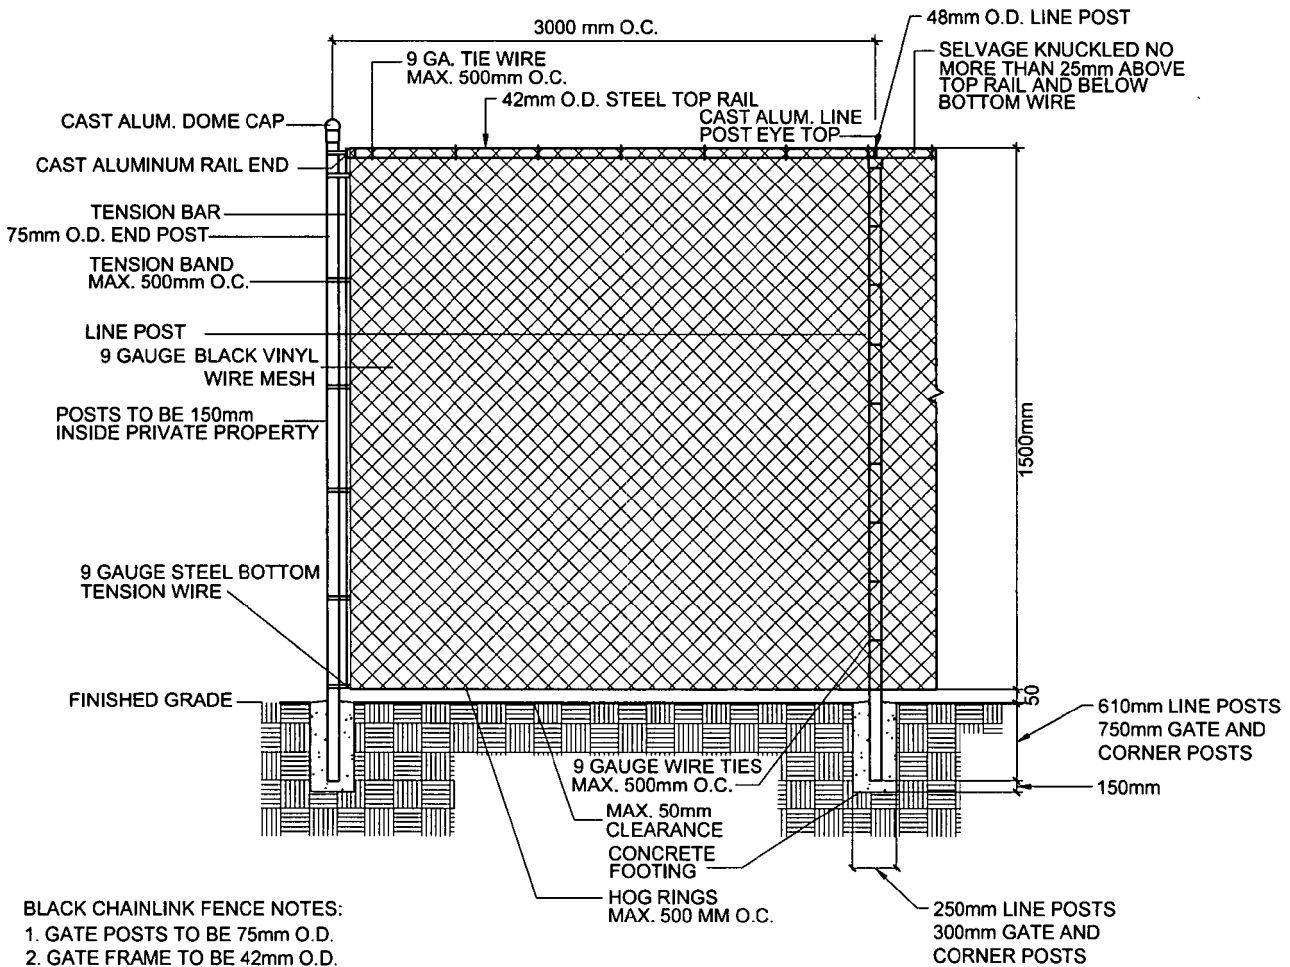 3000 mm O.C.
48mm O.D. LINE POST
9 GA. TIE WIRE
MAX. 500mm O.C.
SELVAGE KNUCKLED NO
MORE THAN 25mm ABOVE
TOP RAIL AND BELOW
BOTTOM WIRE
42mm O.D. STEEL TOP RAIL
CAST ALUM. LINE
POST EYE TOP
CAST ALUM. DOME CAP
CAST ALUMINUM RAIL END
TENSION BAR
75mm O.D. END POST
TENSION BAND
MAX. 500mm O.C.
LINE POST
9 GAUGE BLACK VINYL
WIRE MESH
POSTS TO BE 150mm
INSIDE PRIVATE PROPERTY
1500mm
9 GAUGE STEEL BOTTOM
TENSION WIRE
FINISHED GRADE
50
610mm LINE POSTS
750mm GATE AND
CORNER POSTS
150mm
9 GAUGE WIRE TIES
MAX. 500mm O.C.
MAX. 50mm
CLEARANCE
CONCRETE
FOOTING
HOG RINGS
MAX. 500 MM O.C.
250mm LINE POSTS
300mm GATE AND
CORNER POSTS
BLACK CHAINLINK FENCE NOTES:
1. GATE POSTS TO BE 75mm O.D.
2. GATE FRAME TO BE 42mm O.D.